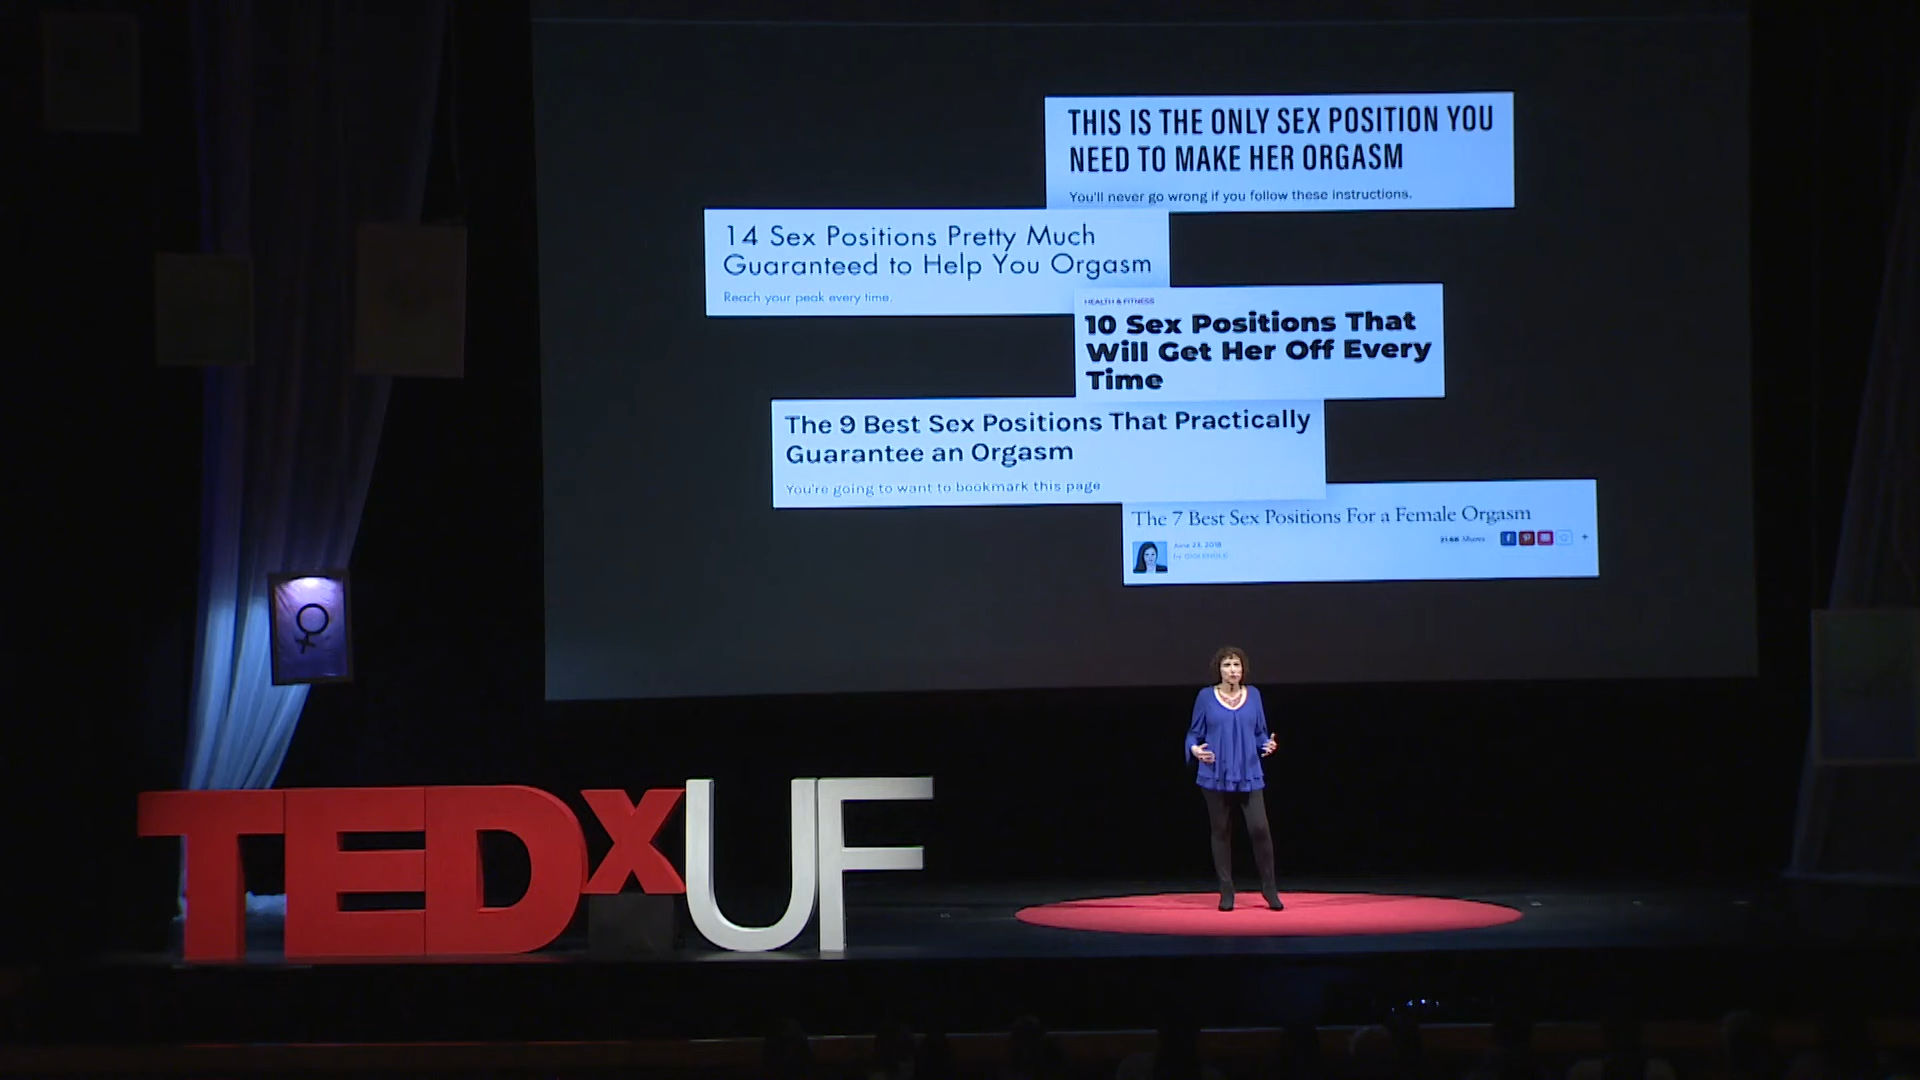 THIS IS THE ONLY SEX POSITION YOU
NEED TO MAKE HER ORGASM
You'll never go wrong if you follow these instructions.
14 Sex Positions Pretty Much
Guaranteed to Help You Orgasm
Reach your peak every time.
HEALTH & FITNESS
10 Sex Positions That
Will Get Her Off Every
Time
The 9 Best Sex Positions That Practically
Guarantee an Orgasm
You're going to want to bookmark this page
The 7 Best Sex Positions For a Female Orgasm
June 23, 2018
Shares
TEDxUF